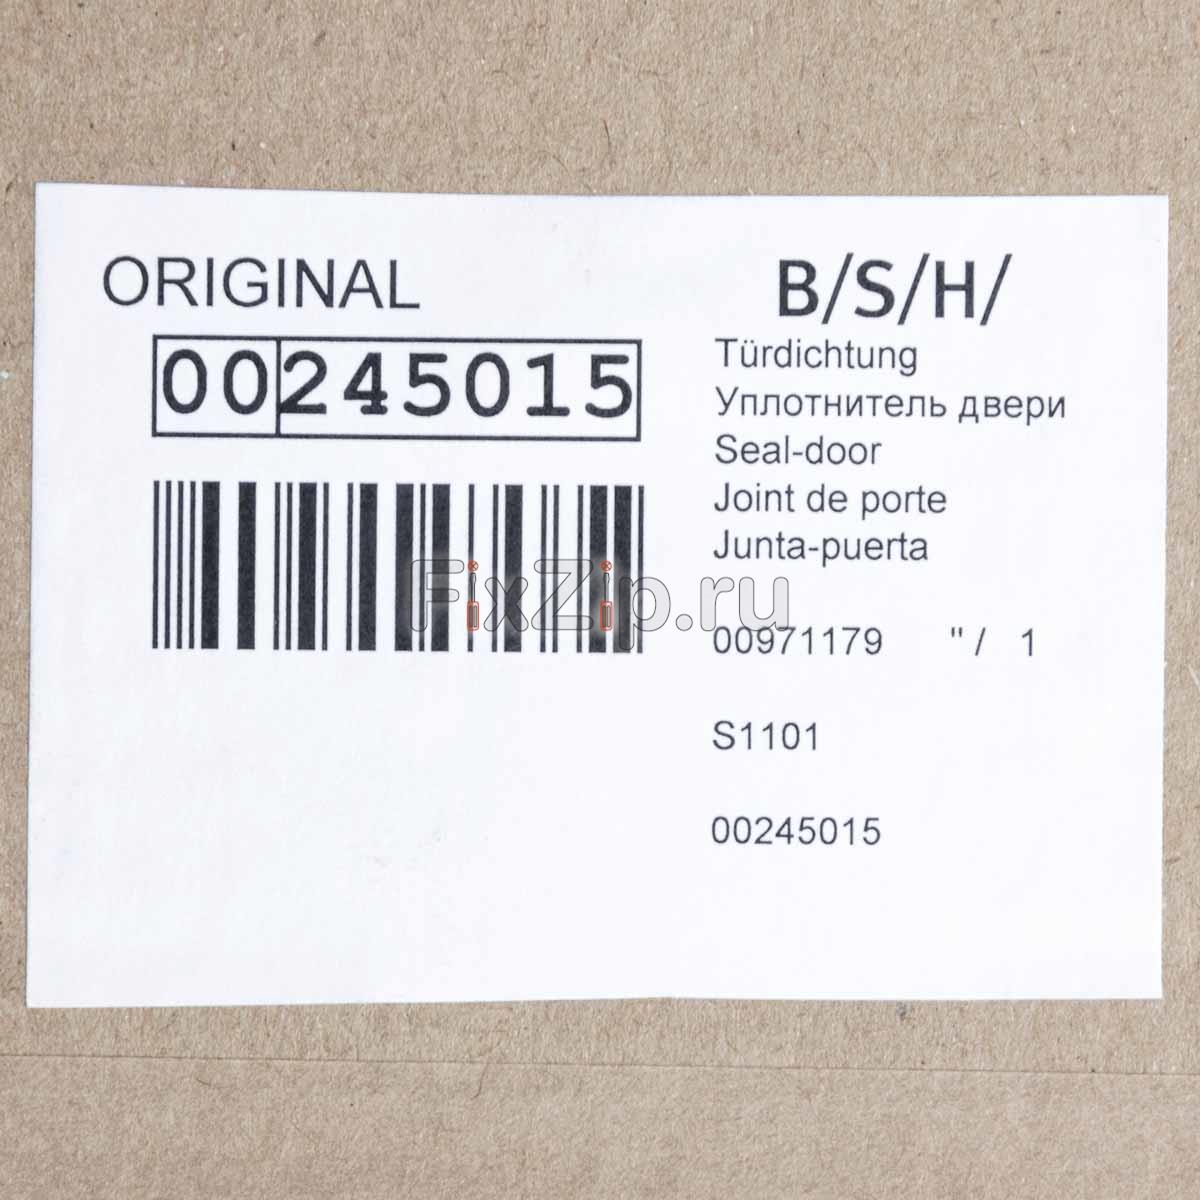 ORIGINAL
00245015
B/S/H/
Türdichtung
Уплотнитель двери
Seal-door
Joint de porte
Junta-puerta
FixZip.ru
00971179 "/ 1
S1101
00245015